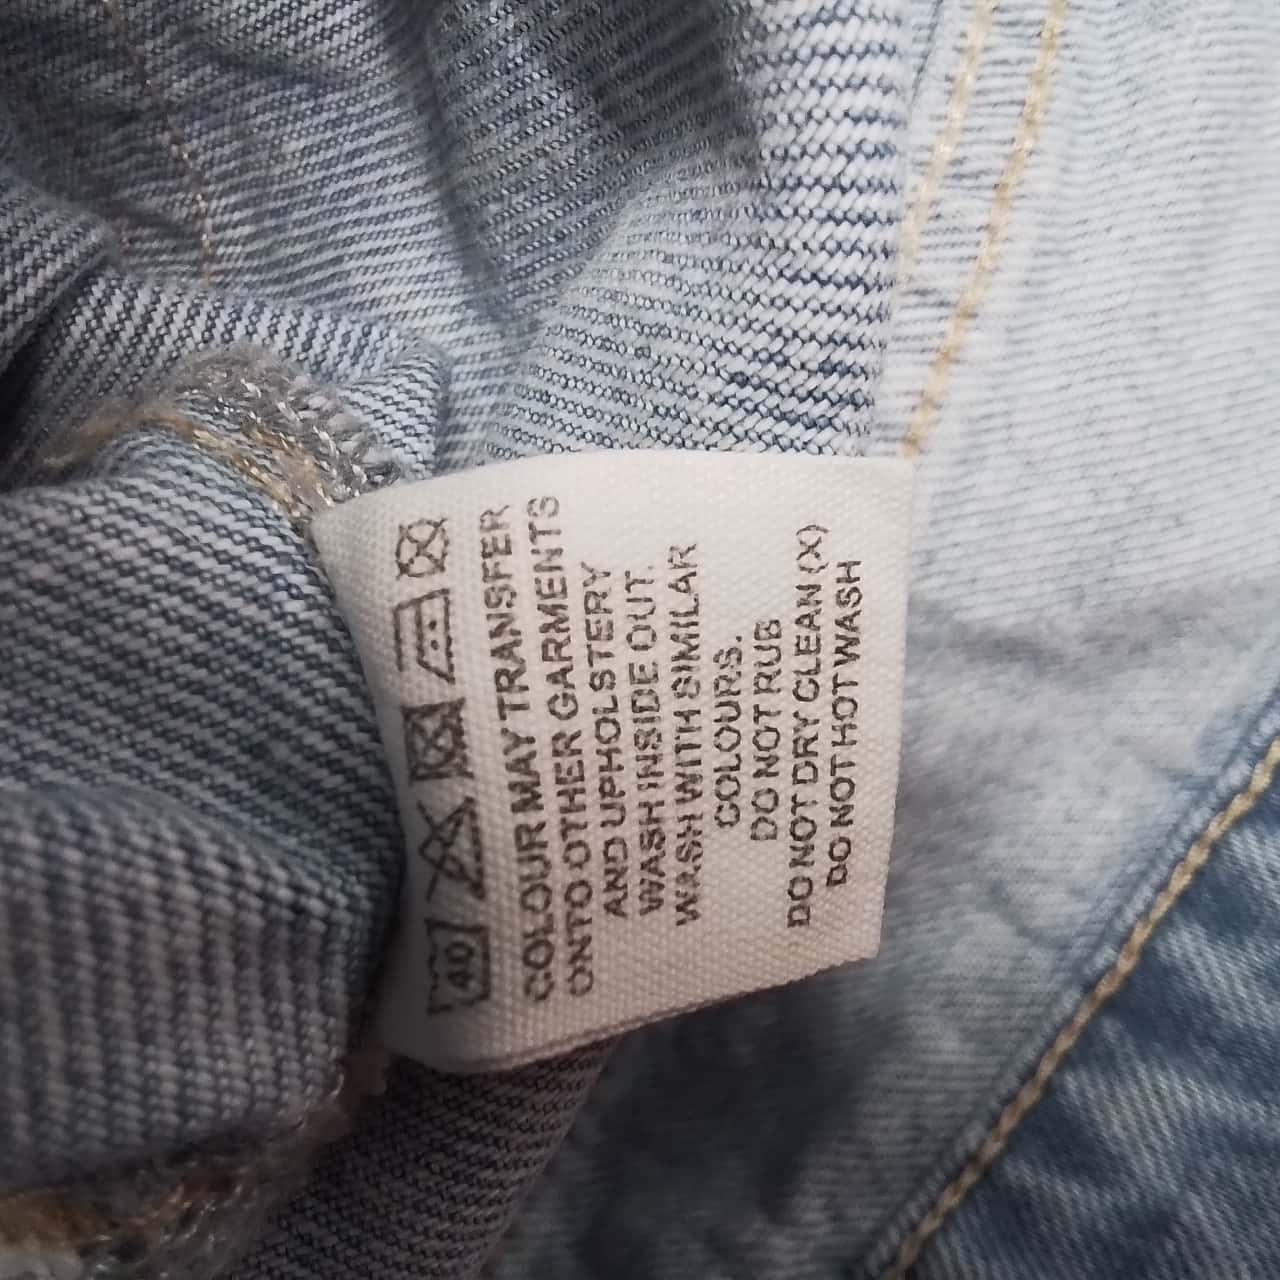 40
COLOUR MAY TRANSFER
ONTO OTHER GARMENTS
AND UPHOLSTERY
WASH INSIDE OUT.
WASH WITH SIMILAR
COLOURS.
DO NOT RUB
DO NOT DRY CLEAN (X)
DO NOT HOT WASH